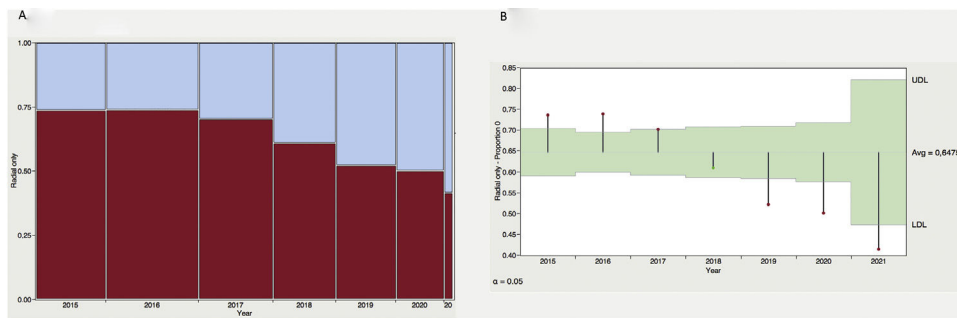 A.
B
1.00
0.75
0.50
0.25
0.00
Radial only
2015 2016 2017 2018 2019 2020 20
Year
0.85
0.80
0.75
0.70
0.65
0.60
0.55
0.50
0.45
0.40
Radial only - Proportion 0
UDL
Avg = 0,6475
LDL
2015 2016 2017 2018 2019 2020 2021
Year
α = 0.05